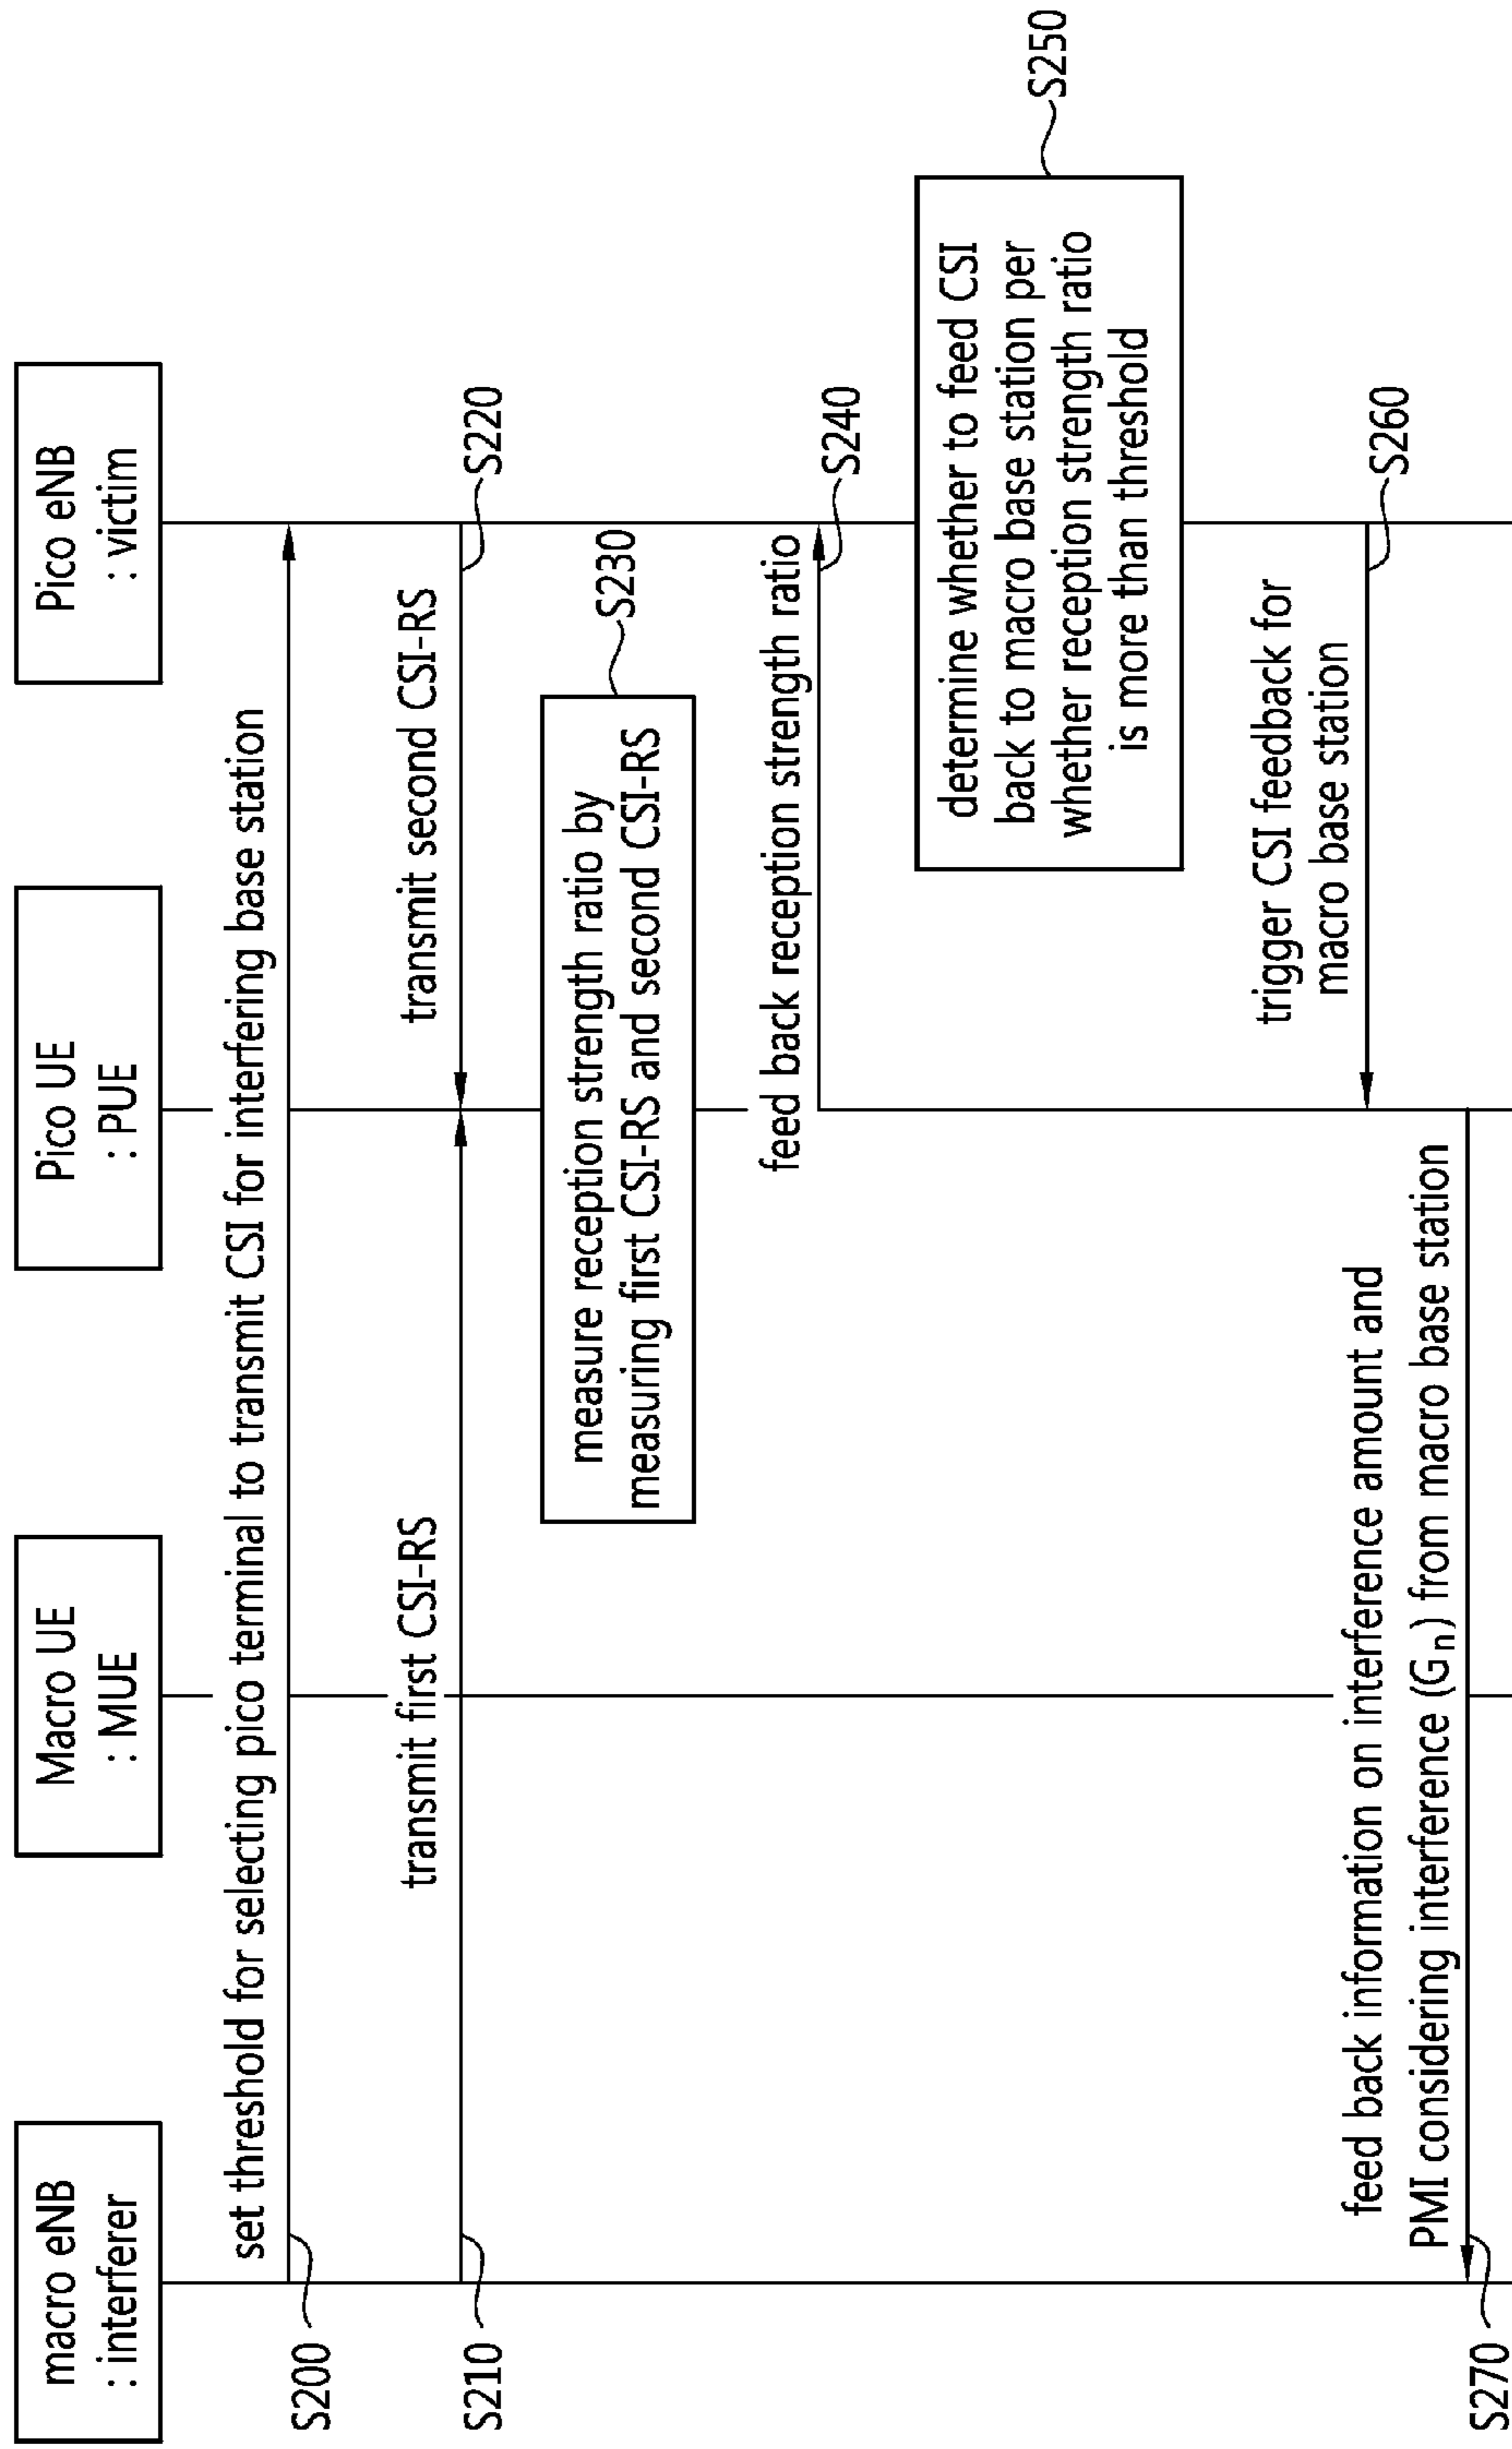 macro eNB
: interferer
Macro UE
: MUE
Pico UE
: PUE
Pico eNB
: victim
set threshold for selecting pico terminal to transmit CSI for interfering base station
S200
transmit first CSI-RS
S210
transmit second CSI-RS
S220
measure reception strength ratio by
measuring first CSI-RS and second CSI-RS
S230
feed back reception strength ratio
S240
determine whether to feed CSI
back to macro base station per
whether reception strength ratio
is more than threshold
S250
trigger CSI feedback for
macro base station
S260
feed back information on interference amount and
PMI considering interference (Gn) from macro base station
S270